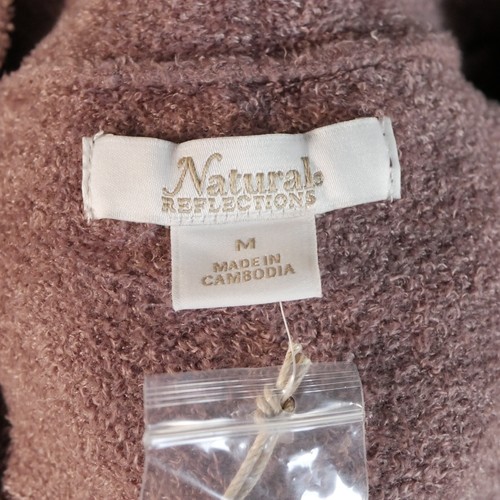 Natural
REFLECTIONS
M
MADE IN
CAMBODIA